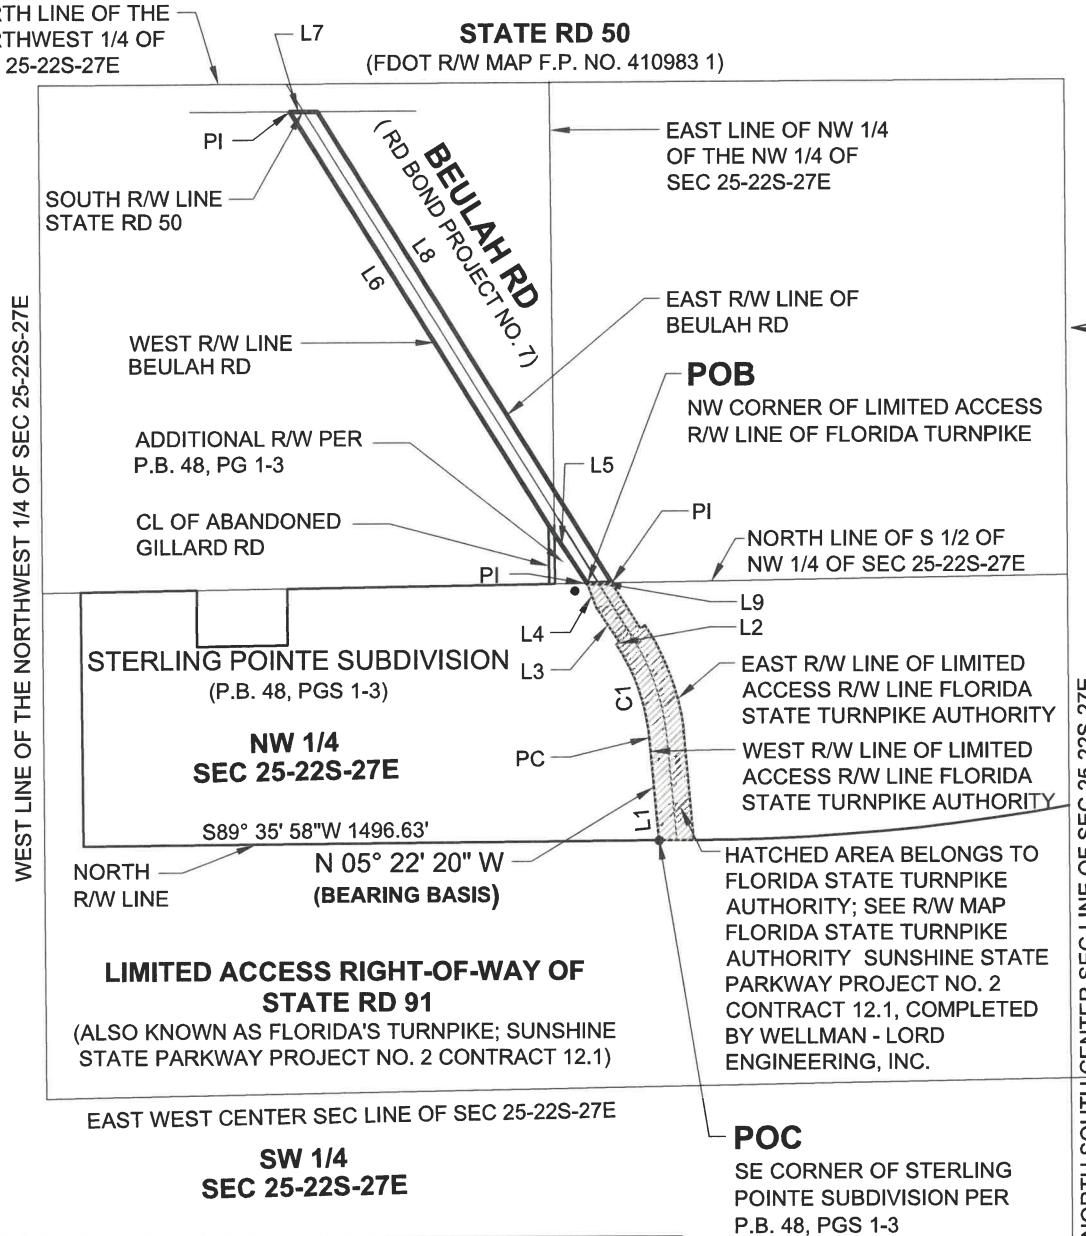 RTH LINE OF THE
RTHWEST 1/4 OF
25-22S-27E
L7
STATE RD 50
(FDOT R/W MAP F.P. NO. 410983 1)
PI
SOUTH R/W LINE
STATE RD 50
BEULAH RD
( RD BOND PROJECT NO. 7)
EAST LINE OF NW 1/4
OF THE NW 1/4 OF
SEC 25-22S-27E
L8
L6
EAST R/W LINE OF
BEULAH RD
WEST R/W LINE
BEULAH RD
POB
NW CORNER OF LIMITED ACCESS
R/W LINE OF FLORIDA TURNPIKE
ADDITIONAL R/W PER
P.B. 48, PG 1-3
L5
CL OF ABANDONED
GILLARD RD
PI
NORTH LINE OF S 1/2 OF
NW 1/4 OF SEC 25-22S-27E
PI
L9
L4
L2
L3
STERLING POINTE SUBDIVISION
(P.B. 48, PGS 1-3)
EAST R/W LINE OF LIMITED
ACCESS R/W LINE FLORIDA
STATE TURNPIKE AUTHORITY
C1
NW 1/4
SEC 25-22S-27E
PC
WEST R/W LINE OF LIMITED
ACCESS R/W LINE FLORIDA
STATE TURNPIKE AUTHORITY
L1
S89° 35' 58"W 1496.63'
NORTH
R/W LINE
N 05° 22' 20" W
(BEARING BASIS)
HATCHED AREA BELONGS TO
FLORIDA STATE TURNPIKE
AUTHORITY; SEE R/W MAP
FLORIDA STATE TURNPIKE
AUTHORITY SUNSHINE STATE
PARKWAY PROJECT NO. 2
CONTRACT 12.1, COMPLETED
BY WELLMAN - LORD
ENGINEERING, INC.
LIMITED ACCESS RIGHT-OF-WAY OF
STATE RD 91
(ALSO KNOWN AS FLORIDA'S TURNPIKE; SUNSHINE
STATE PARKWAY PROJECT NO. 2 CONTRACT 12.1)
EAST WEST CENTER SEC LINE OF SEC 25-22S-27E
SW 1/4
SEC 25-22S-27E
POC
SE CORNER OF STERLING
POINTE SUBDIVISION PER
P.B. 48, PGS 1-3
WEST LINE OF THE NORTHWEST 1/4 OF SEC 25-22S-27E
NORTH SOUTH CENTER SEC LINE OF SEC 25-22S-27E